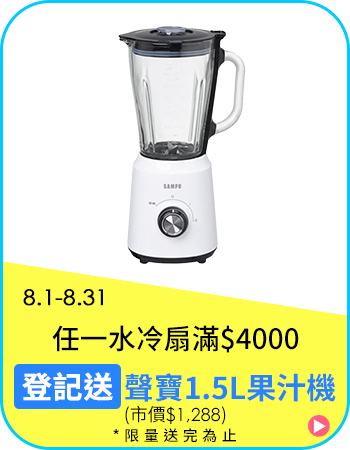 SAMPO
8.1-8.31
任一水冷扇滿$4000
登記送 聲寶1.5L果汁機
(市價$1,288)
*限量送完為止